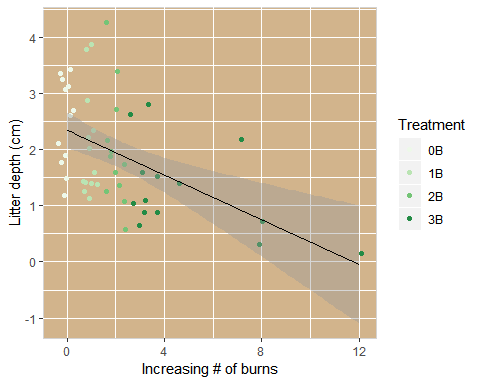 4
3
2
1
0
-1
Litter depth (cm)
0
4
8
12
Increasing # of burns
Treatment
0B
1B
2B
3B